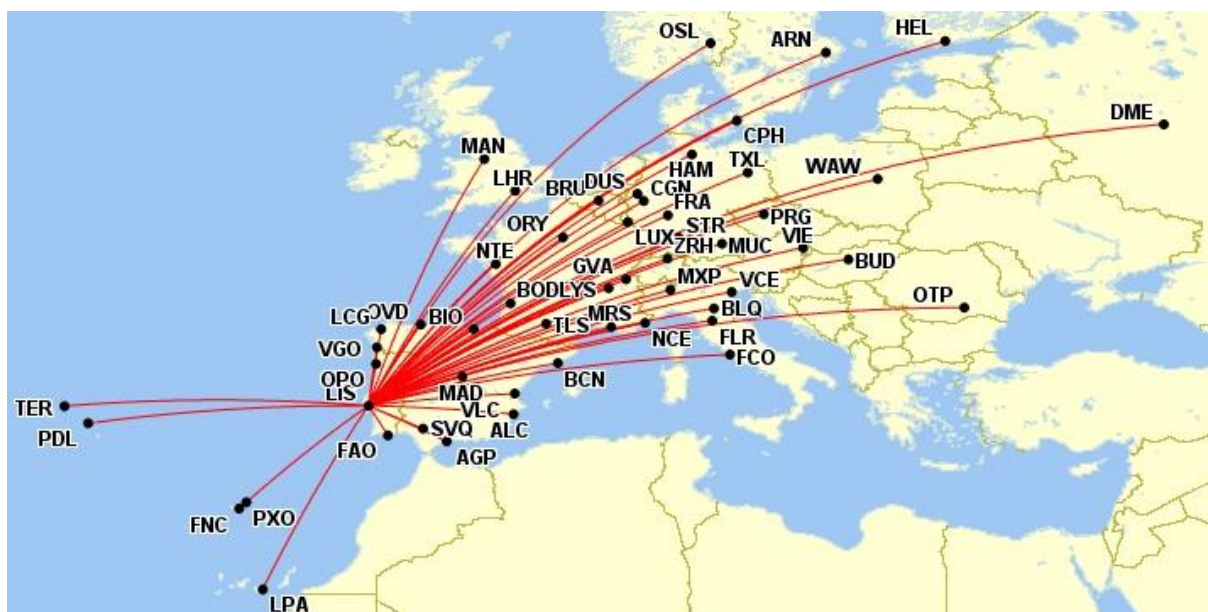 OSL
ARN
HEL
DME
MAN
CPH
LHR
HAM
TXL
WAW
BRU
DUS
CGN
FRA
ORY
PRG
STR
NTE
LUX
ZRH
MUC
VIE
BUD
GVA
MXP
VCE
BODLYS
OTP
LCG
OVD
BIO
MRS
BLQ
TLS
VGO
NCE
FLR
FCO
OPO
BCN
LIS
MAD
TER
VLC
PDL
SVQ
ALC
FAO
AGP
FNC
PXO
LPA